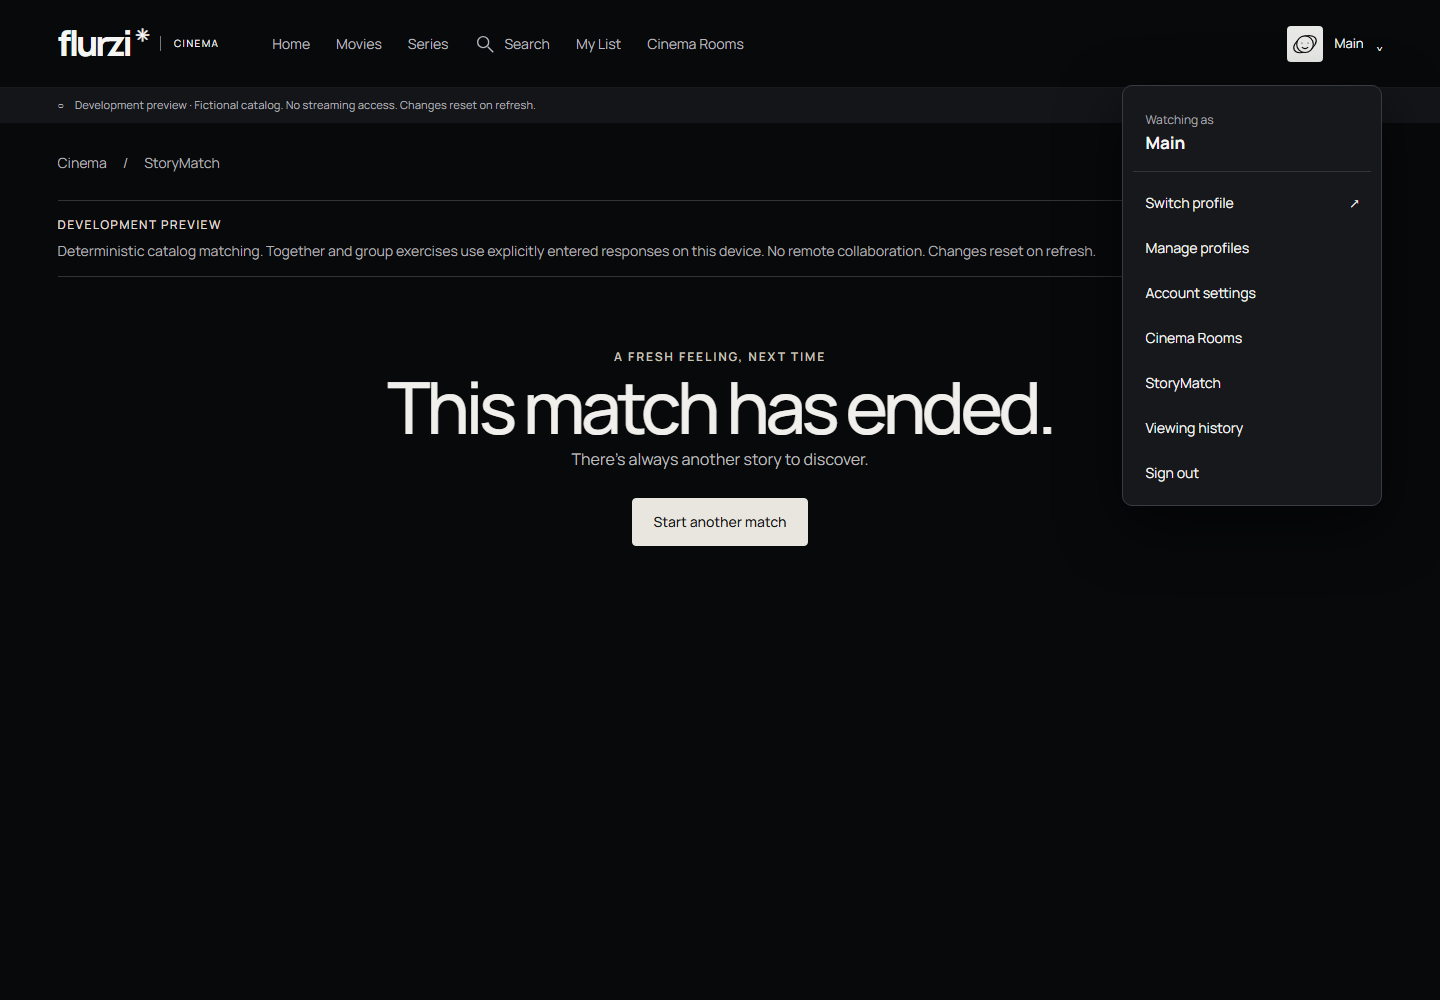 flurzi* CINEMA Home Movies Series Search My List Cinema Rooms Main
Development preview · Fictional catalog. No streaming access. Changes reset on refresh.
Cinema / StoryMatch
DEVELOPMENT PREVIEW
Deterministic catalog matching. Together and group exercises use explicitly entered responses on this device. No remote collaboration. Changes reset on refresh.
A FRESH FEELING, NEXT TIME
This match has ended.
There's always another story to discover.
Start another match
Watching as
Main
Switch profile ↗
Manage profiles
Account settings
Cinema Rooms
StoryMatch
Viewing history
Sign out